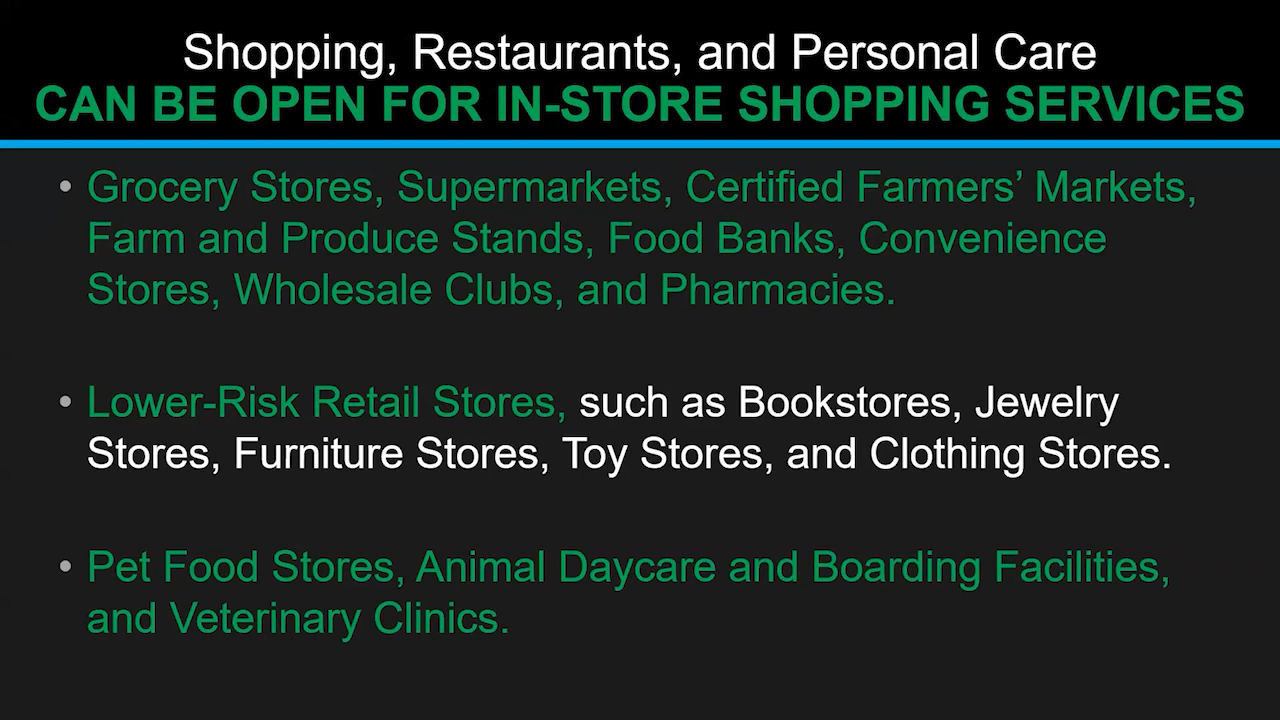 Shopping, Restaurants, and Personal Care
CAN BE OPEN FOR IN-STORE SHOPPING SERVICES
• Grocery Stores, Supermarkets, Certified Farmers’ Markets,
Farm and Produce Stands, Food Banks, Convenience
Stores, Wholesale Clubs, and Pharmacies.
• Lower-Risk Retail Stores, such as Bookstores, Jewelry
Stores, Furniture Stores, Toy Stores, and Clothing Stores.
• Pet Food Stores, Animal Daycare and Boarding Facilities,
and Veterinary Clinics.